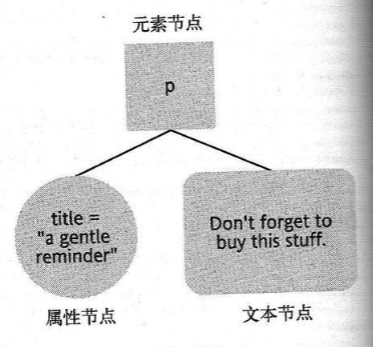 元素节点
p
title =
"a gentle
reminder"
Don't forget to
buy this stuff.
属性节点
文本节点